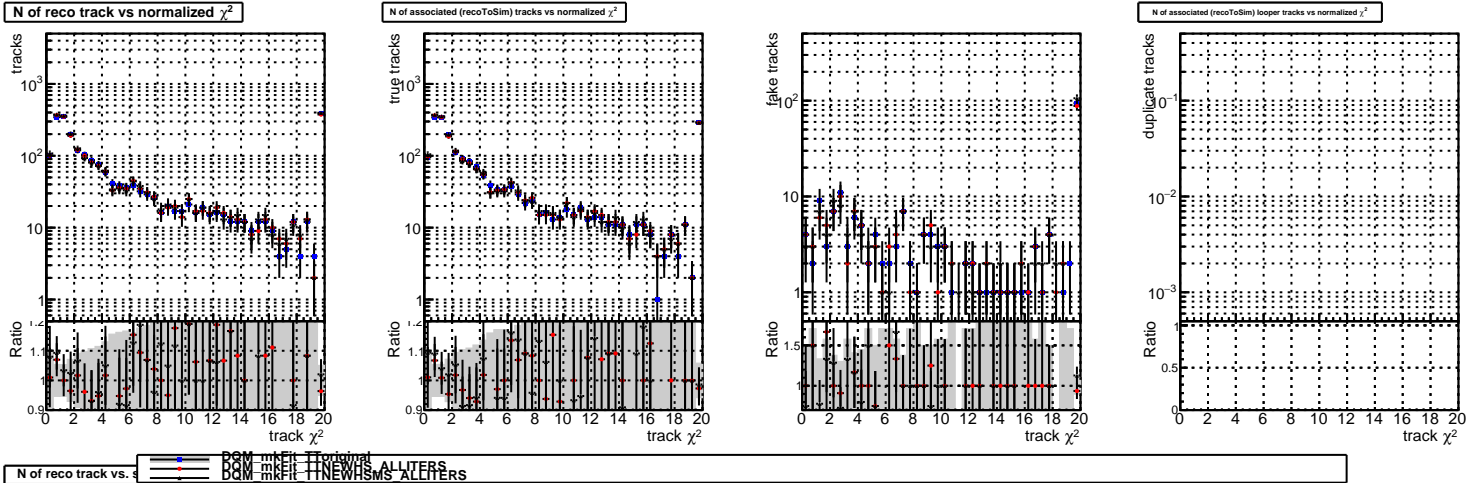 N of reco track vs normalized χ²
N of associated (recoToSim) tracks vs normalized χ²
N of associated (recoToSim) looper tracks vs normalized χ²
tracks
10³
10²
10
1
Ratio
1.2
1.1
1
0.9
0 2 4 6 8 10 12 14 16 18 20
track χ²
true tracks
10³
10²
10
1
Ratio
1.2
1.1
1
0.9
0 2 4 6 8 10 12 14 16 18 20
track χ²
fake tracks
10²
10
1
Ratio
1.5
1
0 2 4 6 8 10 12 14 16 18 20
track χ²
duplicate tracks
10⁻¹
10⁻²
10⁻³
Ratio
1
0.5
0
0 2 4 6 8 10 12 14 16 18 20
track χ²
N of reco track vs. s
DQM_mkFit_TToriginal
DQM_mkFit_TTNEWHS_ALLITERS
DQM_mkFit_TTNEWHSMS_ALLITERS